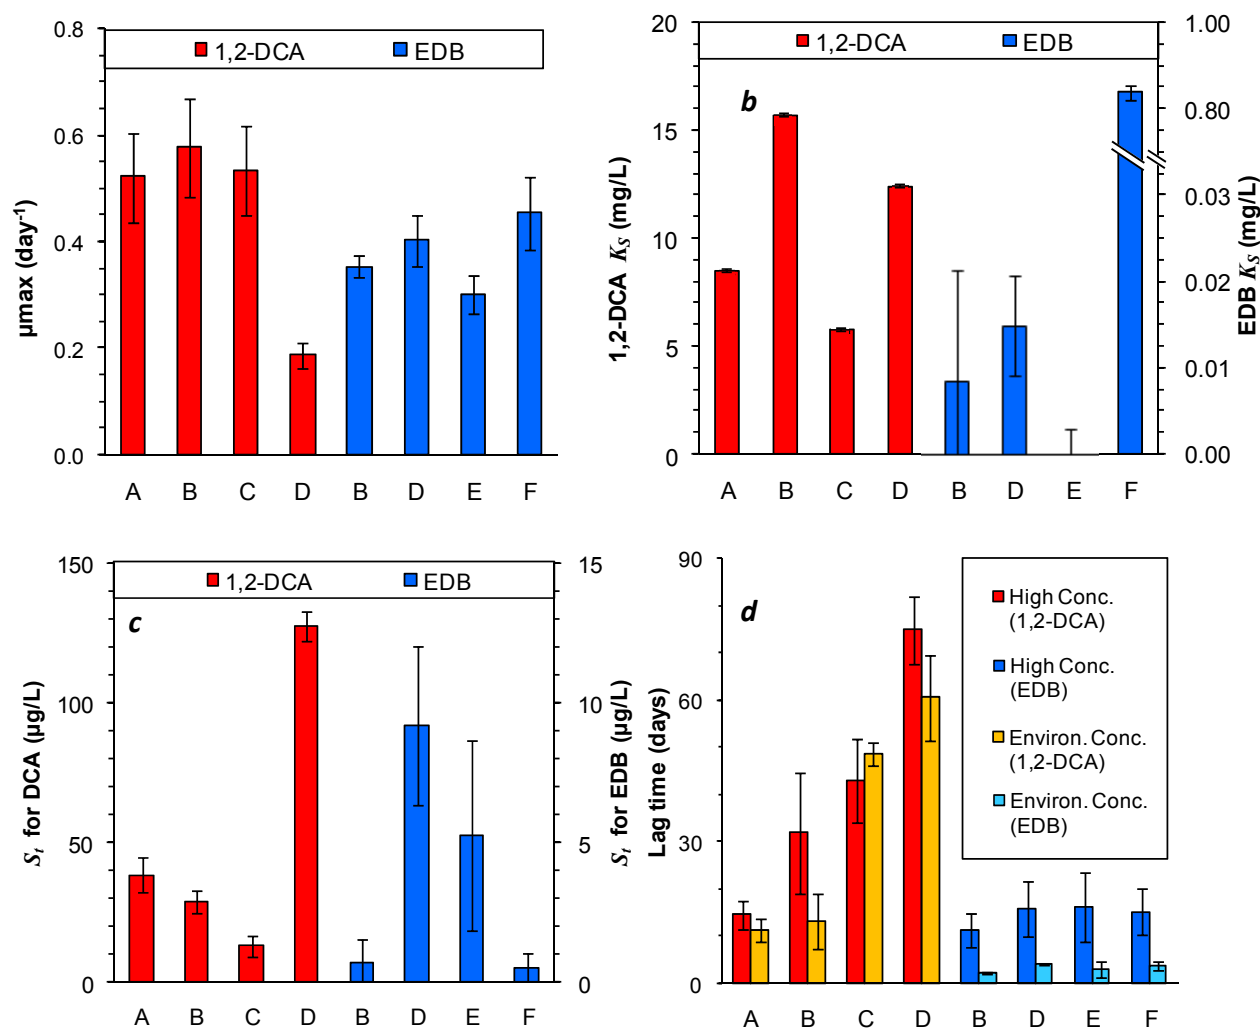 0.8
0.6
0.4
0.2
0.0
µmax (day⁻¹)
1,2-DCA EDB
A B C D B D E F
20
15
10
5
0
1,2-DCA K_S (mg/L)
1,2-DCA EDB
b
1.00
0.80
0.03
0.02
0.01
0.00
EDB K_S (mg/L)
A B C D B D E F
150
100
50
0
S_t for DCA (µg/L)
1,2-DCA EDB
c
15
10
5
0
S_t for EDB (µg/L)
A B C D B D E F
90
60
30
0
Lag time (days)
d
High Conc.
(1,2-DCA)
High Conc.
(EDB)
Environ. Conc.
(1,2-DCA)
Environ. Conc.
(EDB)
A B C D B D E F